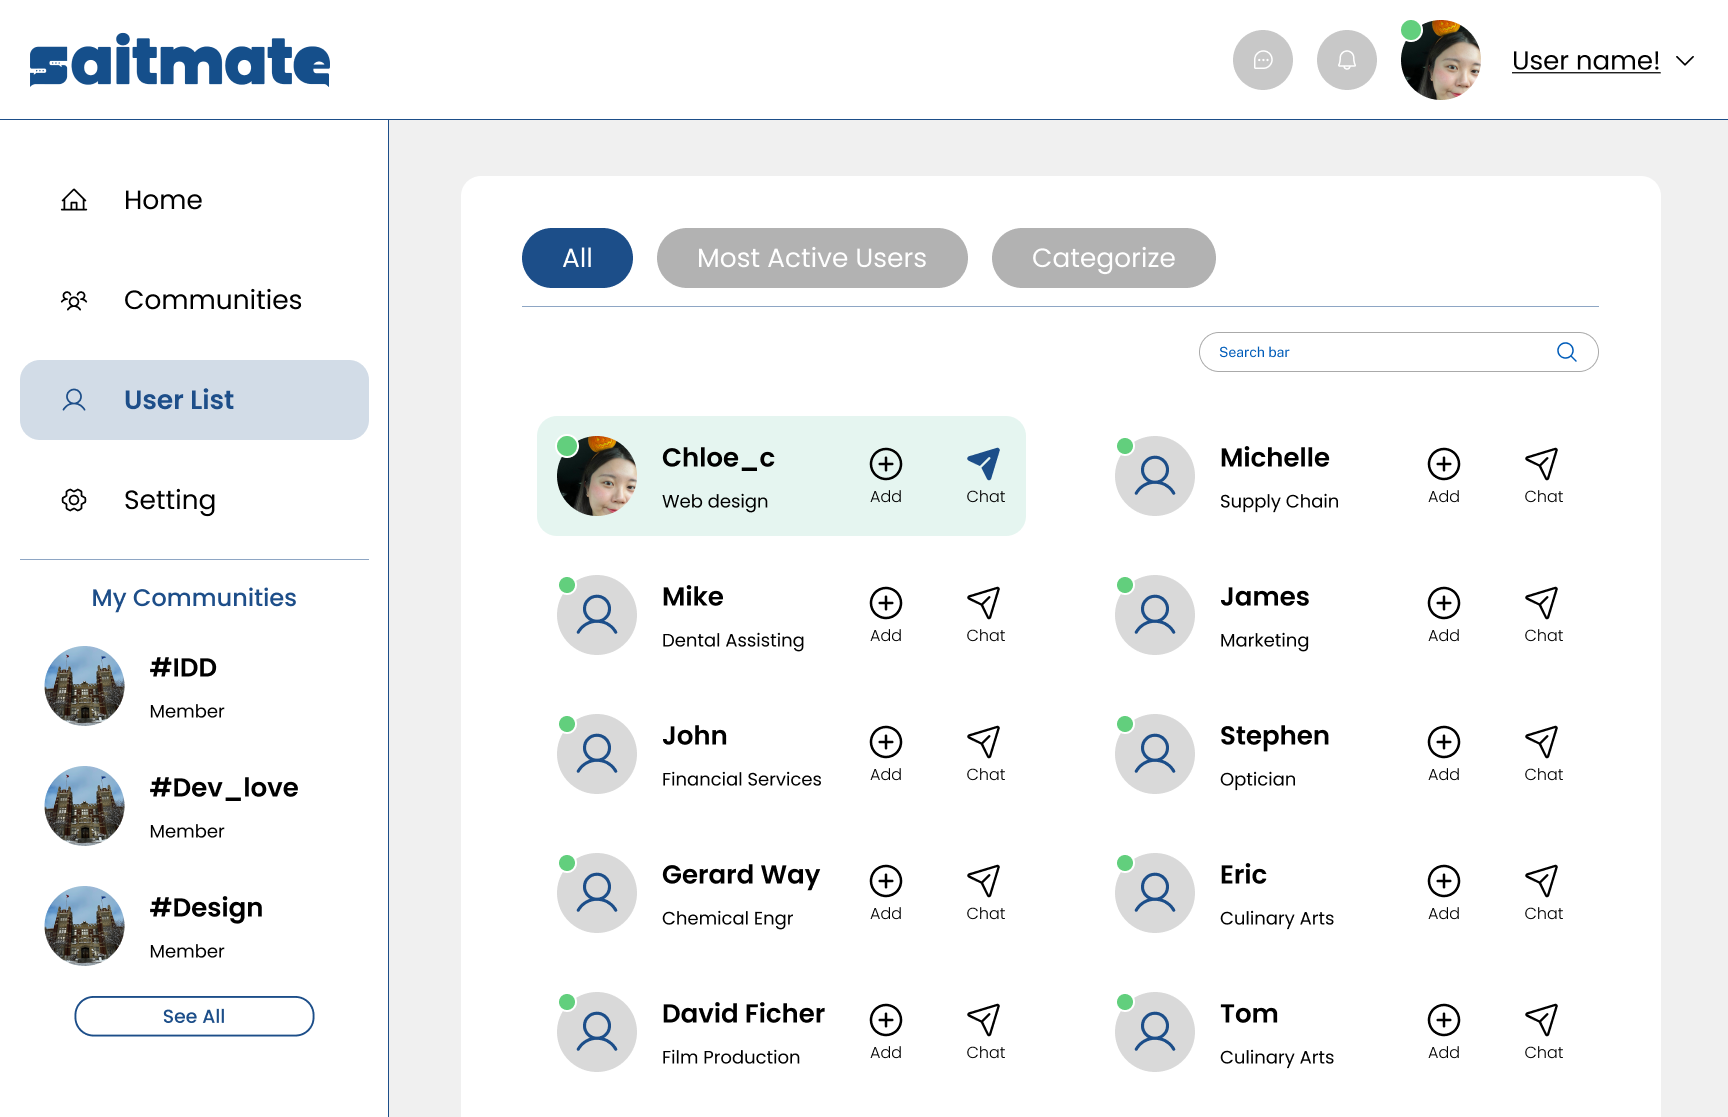 saitmate
User name!
Home
Communities
User List
Setting
My Communities
#IDD
Member
#Dev_love
Member
#Design
Member
See All
All
Most Active Users
Categorize
Search bar
Chloe_c
Web design
Add
Chat
Michelle
Supply Chain
Add
Chat
Mike
Dental Assisting
Add
Chat
James
Marketing
Add
Chat
John
Financial Services
Add
Chat
Stephen
Optician
Add
Chat
Gerard Way
Chemical Engr
Add
Chat
Eric
Culinary Arts
Add
Chat
David Ficher
Film Production
Add
Chat
Tom
Culinary Arts
Add
Chat